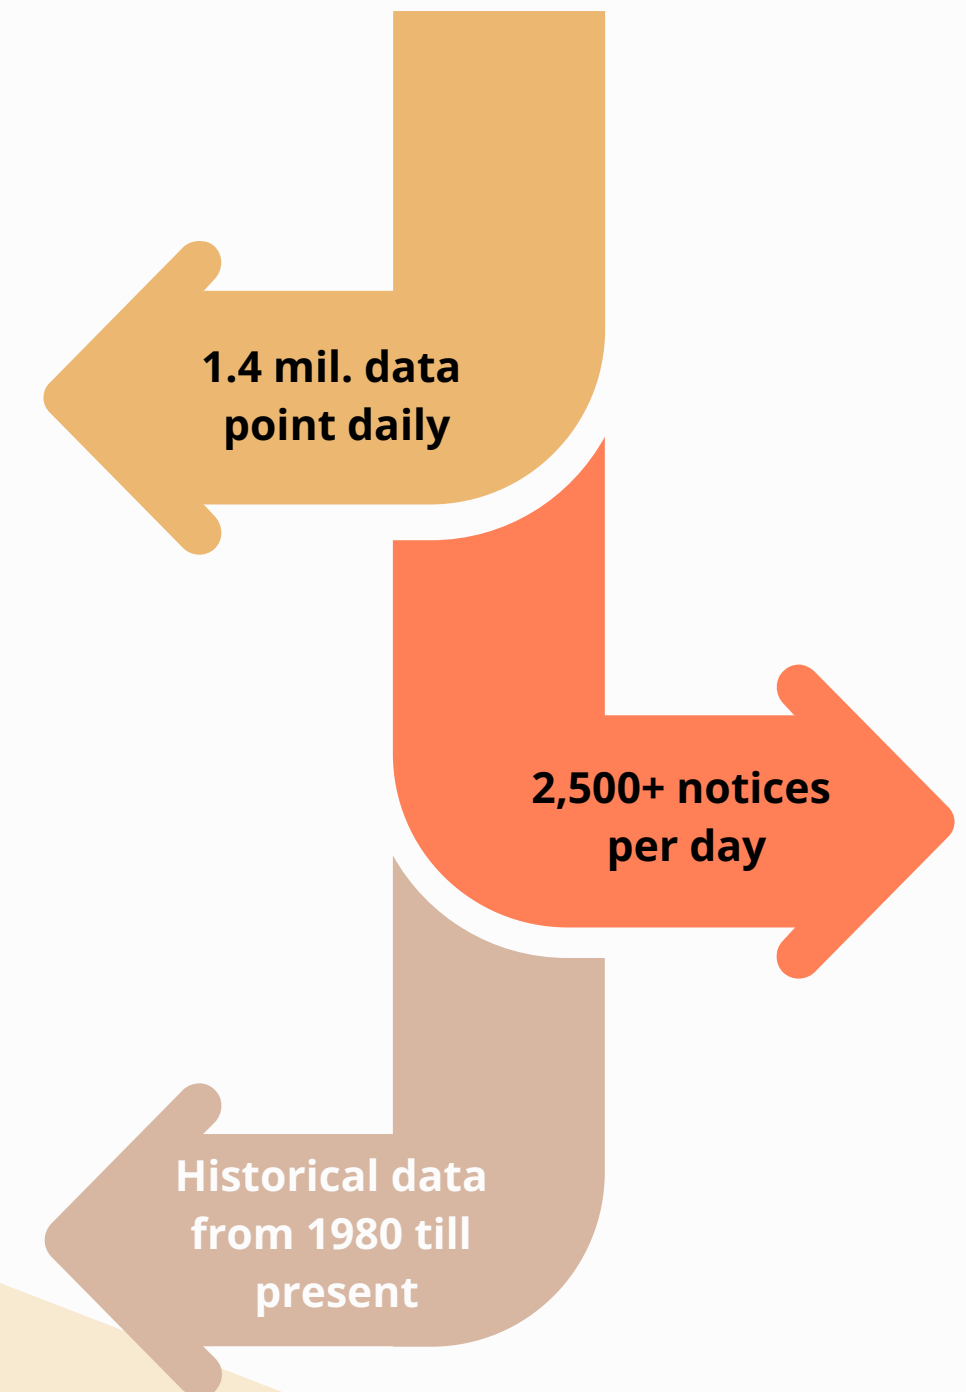 1.4 mil. data
point daily
2,500+ notices
per day
Historical data
from 1980 till
present